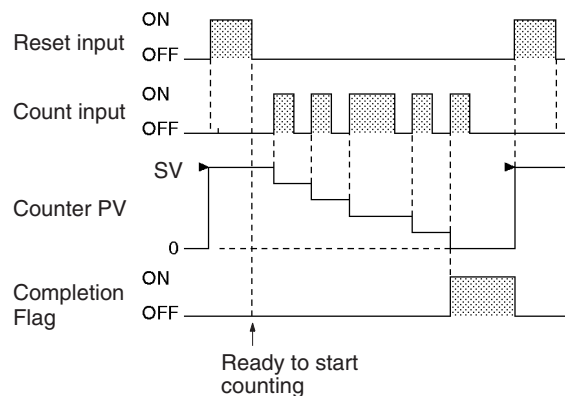 ON
Reset input
OFF
ON
Count input
OFF
SV
Counter PV
0
ON
Completion
Flag
OFF
Ready to start
counting